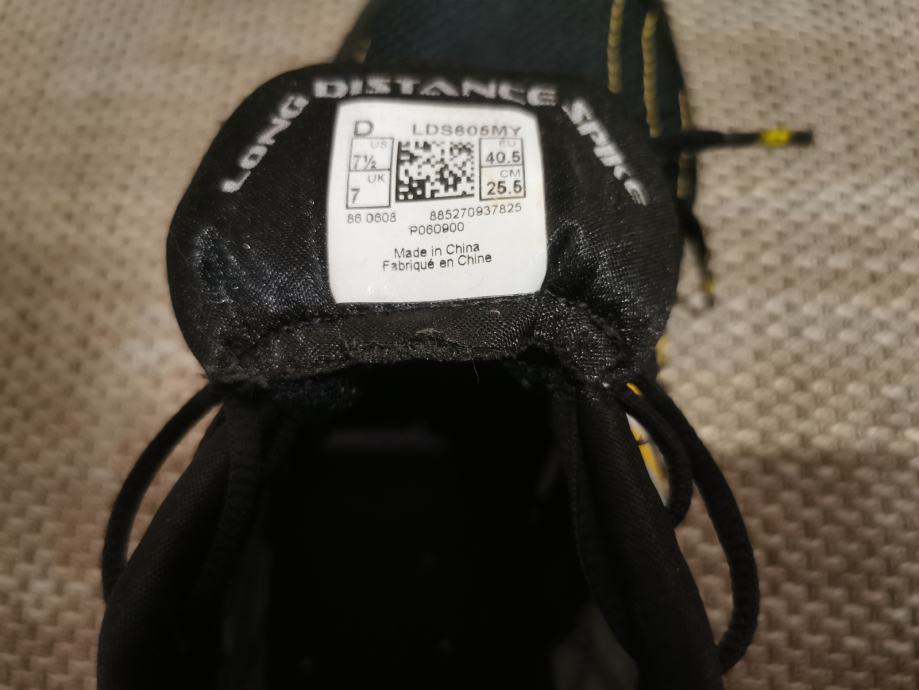 LONG DISTANCE SPIKE
D LDS605MY
US EU
7½ 40.5
UK CM
7 25.5
86 0608 885270937825
P060900
Made in China
Fabriqué en Chine